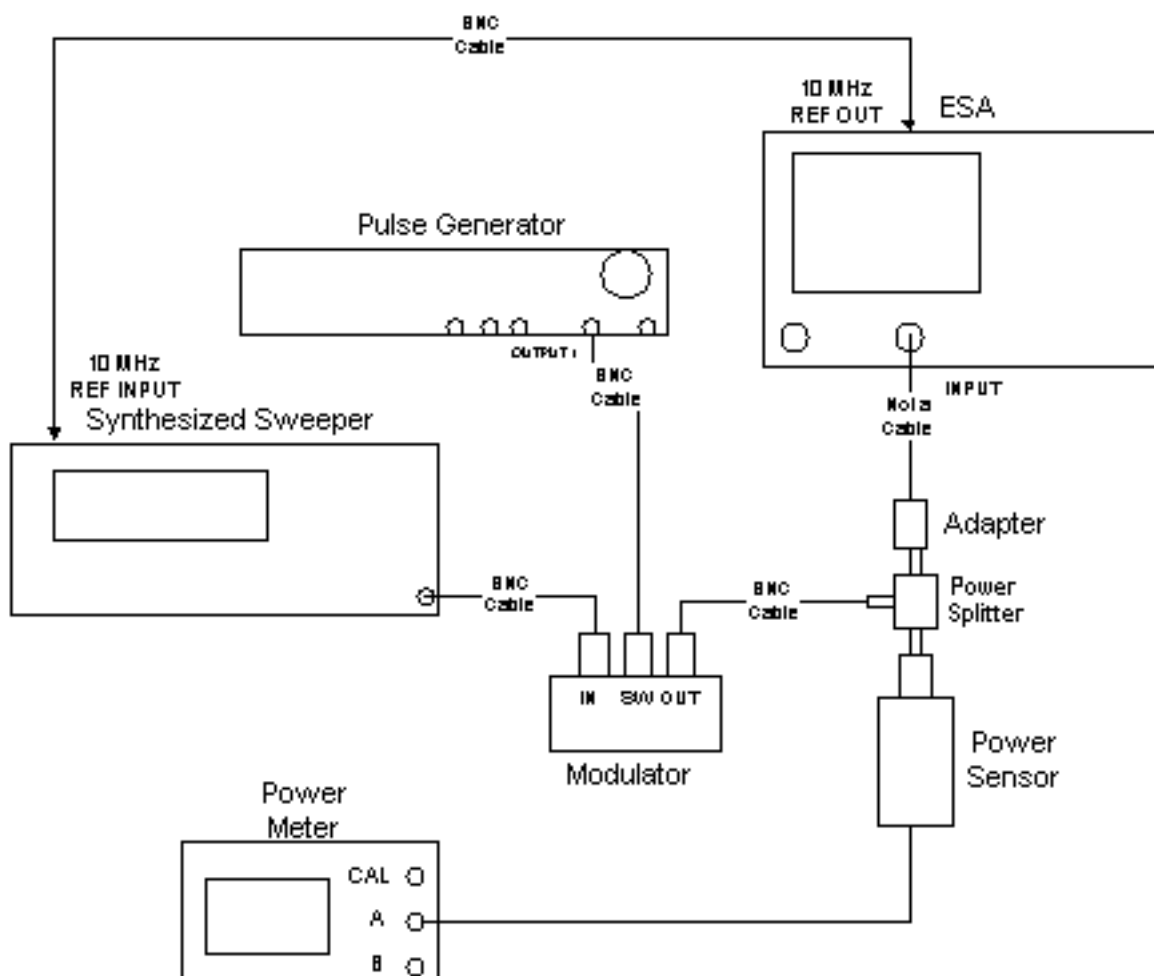 BNC
Cable
10 MHz
REF OUT
ESA
Pulse Generator
OUTPUT 1
BNC
Cable
10 MHz
REF INPUT
Synthesized Sweeper
INPUT
Cable
Adapter
BNC
Cable
BNC
Cable
Power
Splitter
IN SW OUT
Modulator
Power
Sensor
Power
Meter
CAL
A
B